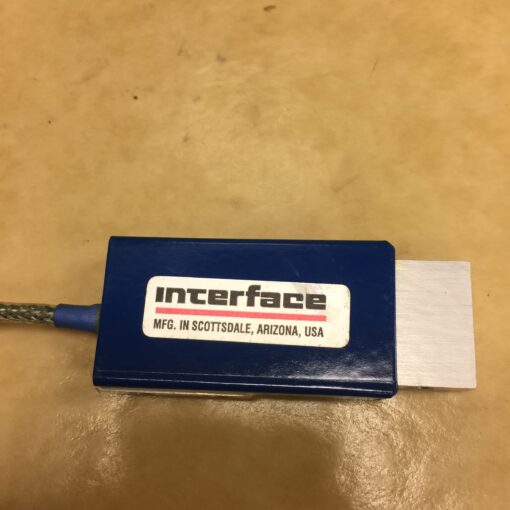 interface
MFG. IN SCOTTSDALE, ARIZONA, USA